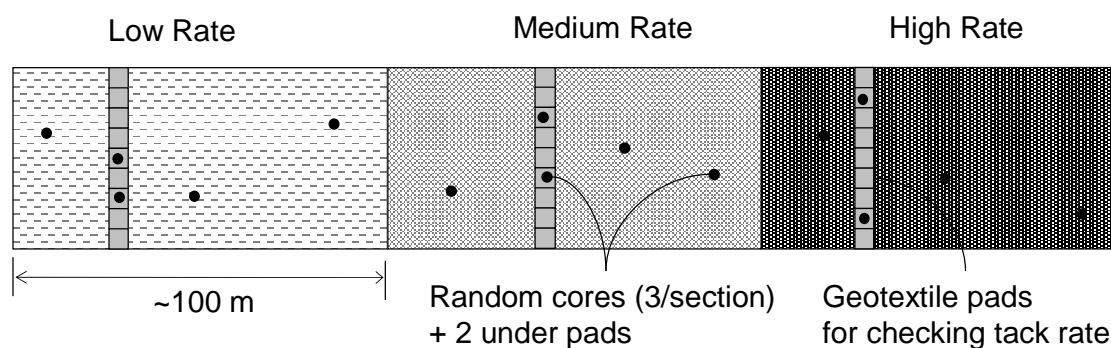 Low Rate
Medium Rate
High Rate
~100 m
Random cores (3/section)
+ 2 under pads
Geotextile pads
for checking tack rate